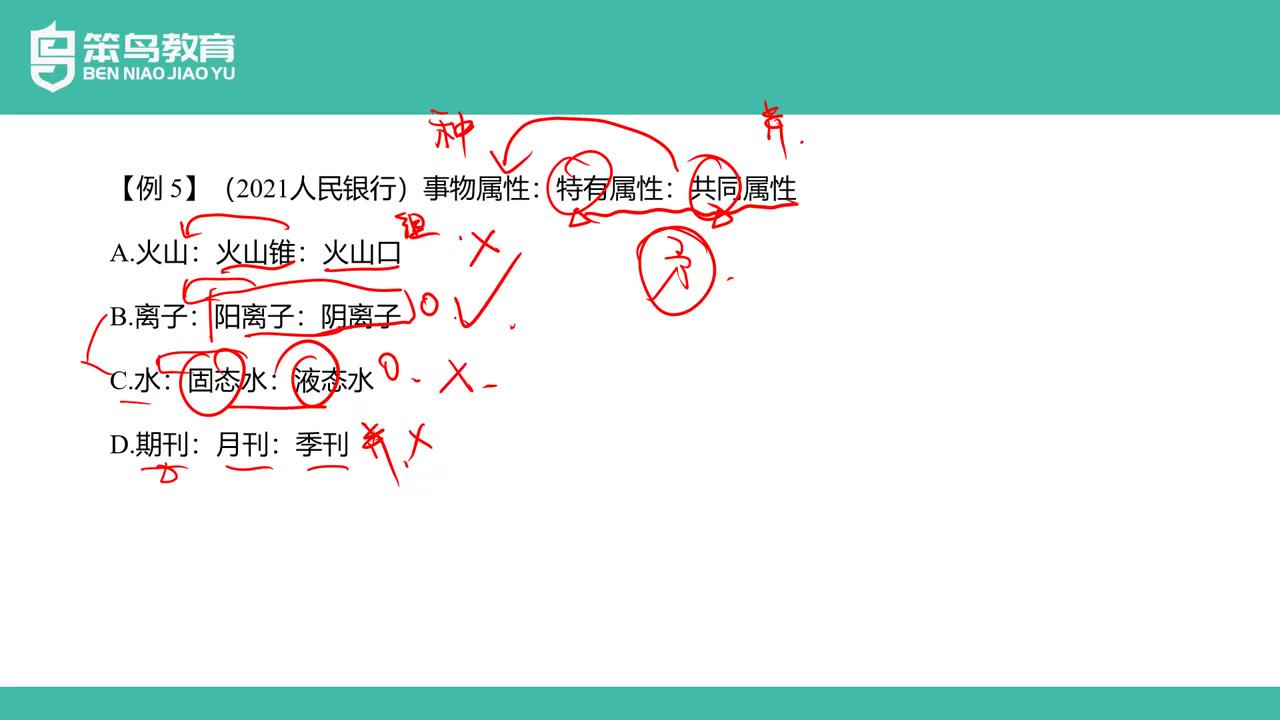 笨鸟教育
BEN NIAO JIAO YU
种
【例 5】（2021人民银行）事物属性：特有属性：共同属性
组
A.火山：火山锥：火山口
B.离子：阳离子：阴离子
C.水：固态水：液态水
D.期刊：月刊：季刊